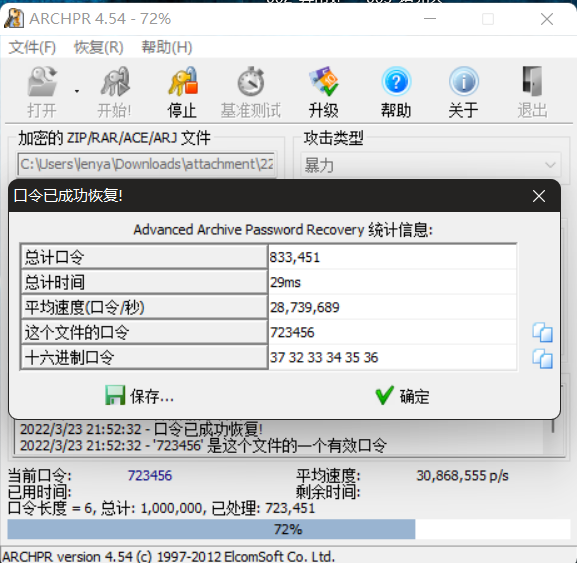 ARCHPR 4.54 - 72%
文件(F) 恢复(R) 帮助(H)
打开 开始! 停止 基准测试 升级 帮助 关于 退出
加密的 ZIP/RAR/ACE/ARJ 文件 攻击类型
C:\Users\lenya\Downloads\attachment\22 暴力
口令已成功恢复!
Advanced Archive Password Recovery 统计信息:
总计口令 833,451
总计时间 29ms
平均速度(口令/秒) 28,739,689
这个文件的口令 723456
十六进制口令 37 32 33 34 35 36
保存... 确定
2022/3/23 21:52:32 - 口令已成功恢复!
2022/3/23 21:52:32 - '723456' 是这个文件的一个有效口令
当前口令: 723456 平均速度: 30,868,555 p/s
已用时间: 剩余时间:
口令长度 = 6, 总计: 1,000,000, 已处理: 723,451
72%
ARCHPR version 4.54 (c) 1997-2012 ElcomSoft Co. Ltd.